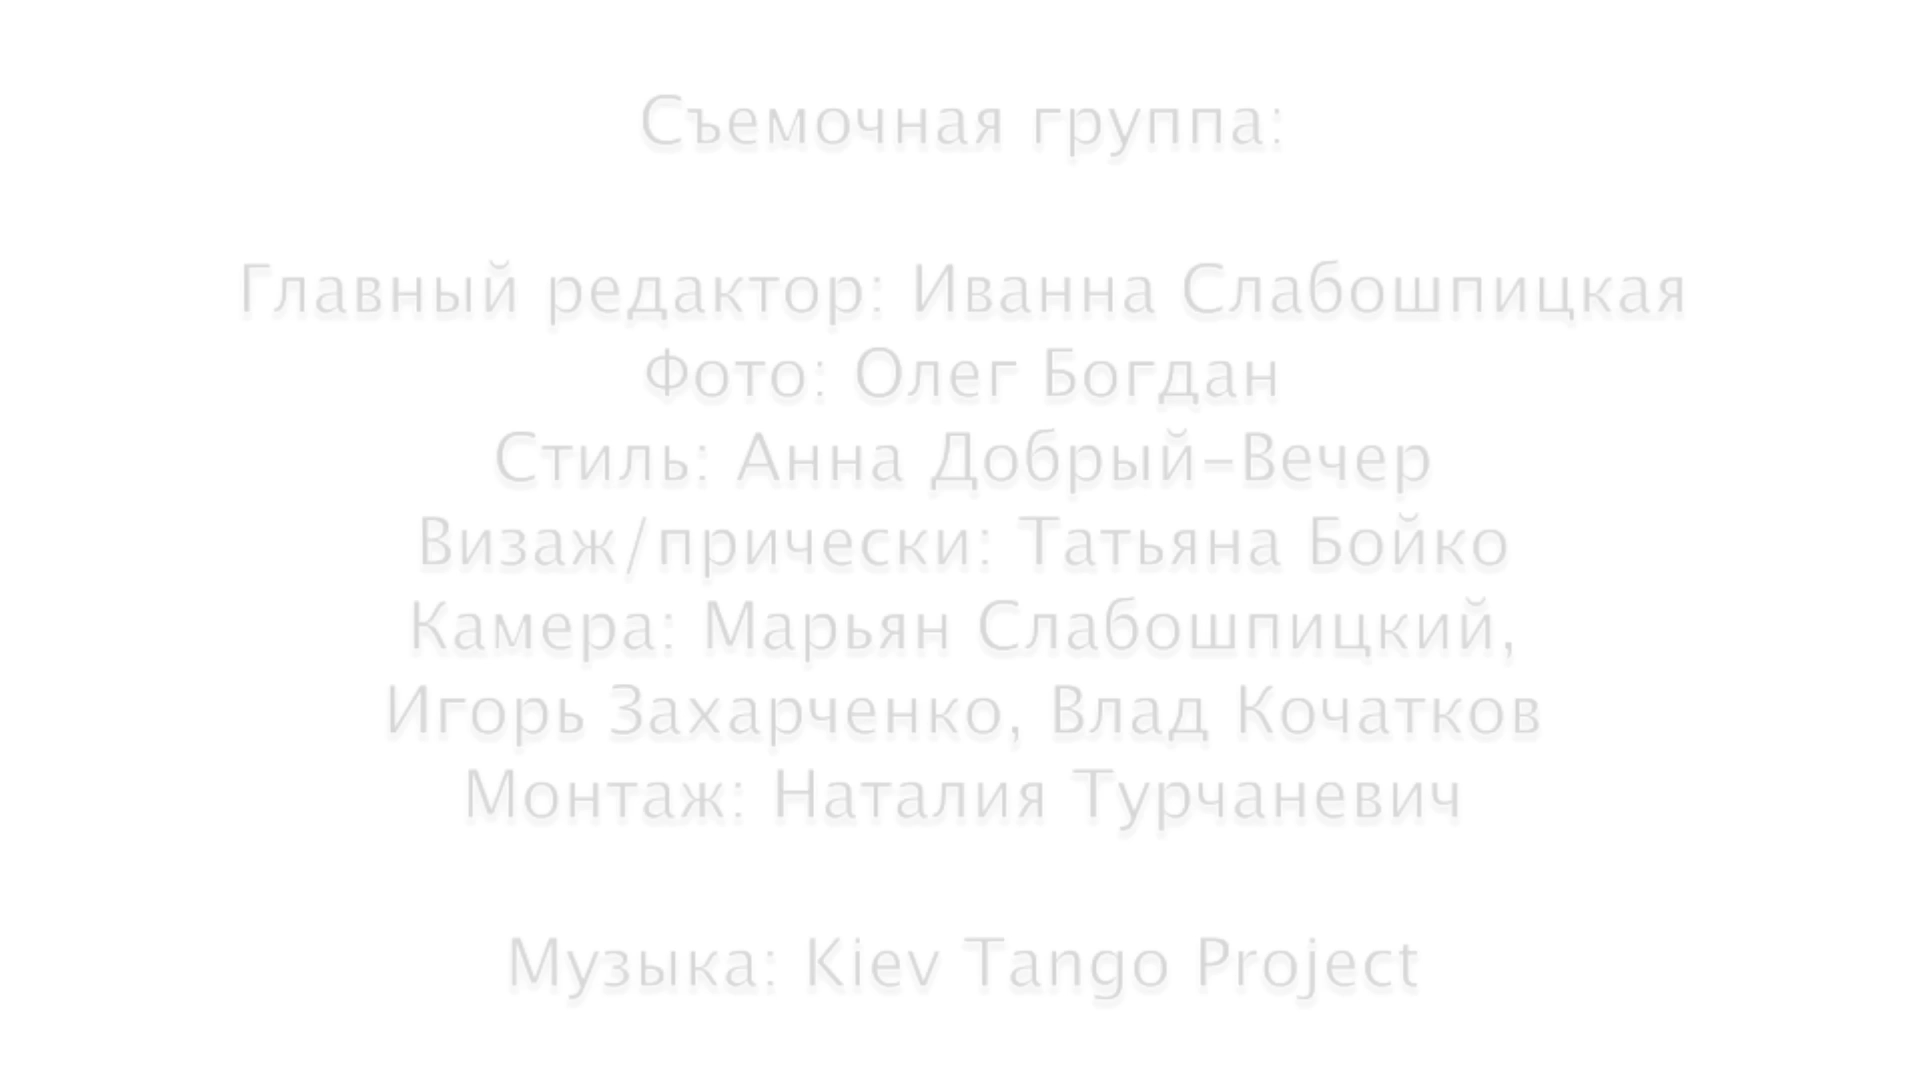 Съемочная группа:
Главный редактор: Иванна Слабошпицкая
Фото: Олег Богдан
Стиль: Анна Добрый-Вечер
Визаж/прически: Татьяна Бойко
Камера: Марьян Слабошпицкий,
Игорь Захарченко, Влад Кочатков
Монтаж: Наталия Турчаневич
Музыка: Kiev Tango Project